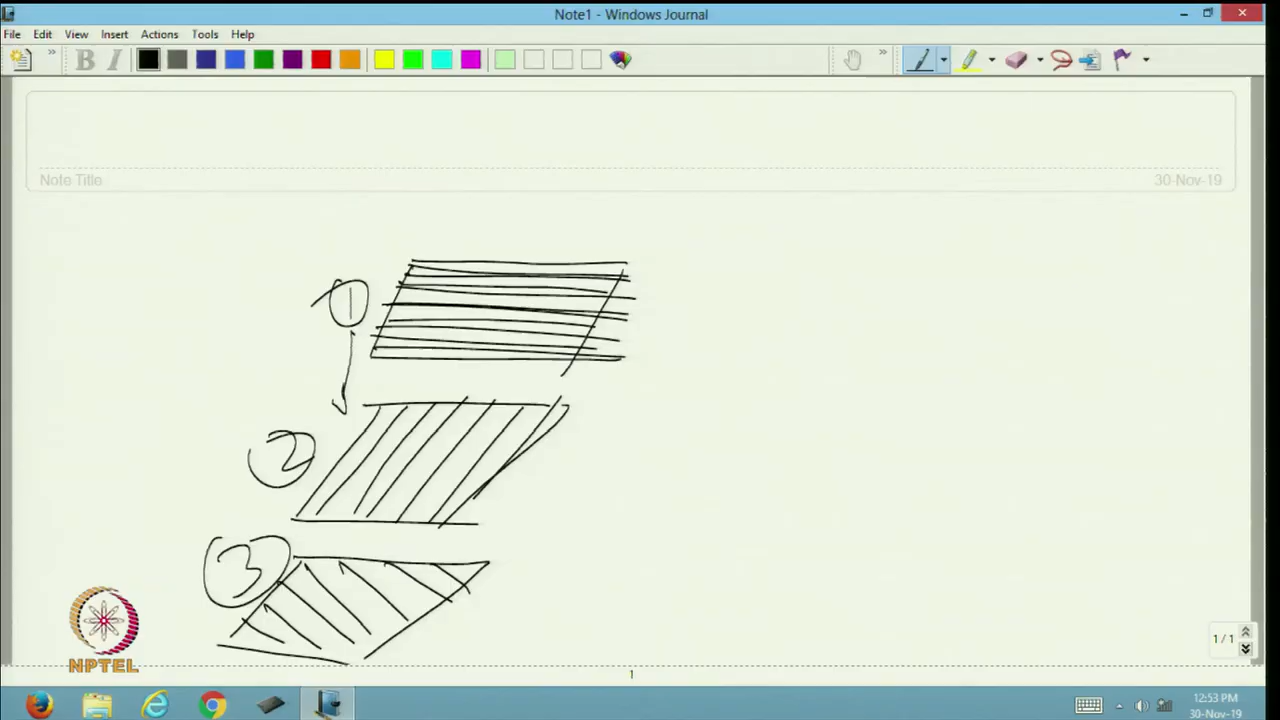 Note1 - Windows Journal
File Edit View Insert Actions Tools Help
B I
Note Title
30-Nov-19
1
2
3
NPTEL
1 / 1
1
12:53 PM
30-Nov-19